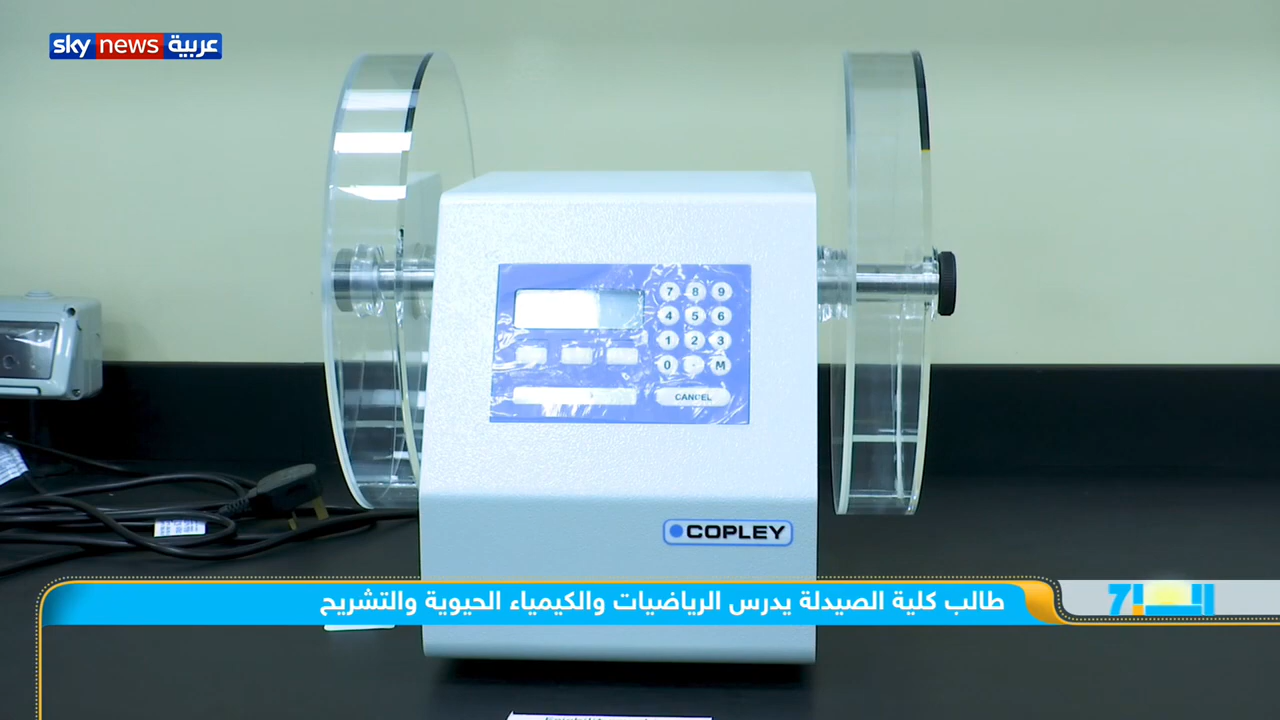 sky news عربية
7 8 9
4 5 6
1 2 3
0 . M
CANCEL
COPLEY
طالب كلية الصيدلة يدرس الرياضيات والكيمياء الحيوية والتشريح